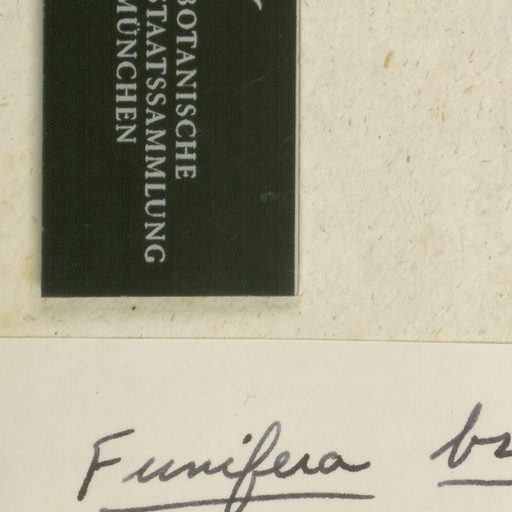 BOTANISCHE
STAATSSAMMLUNG
MÜNCHEN
Funifera